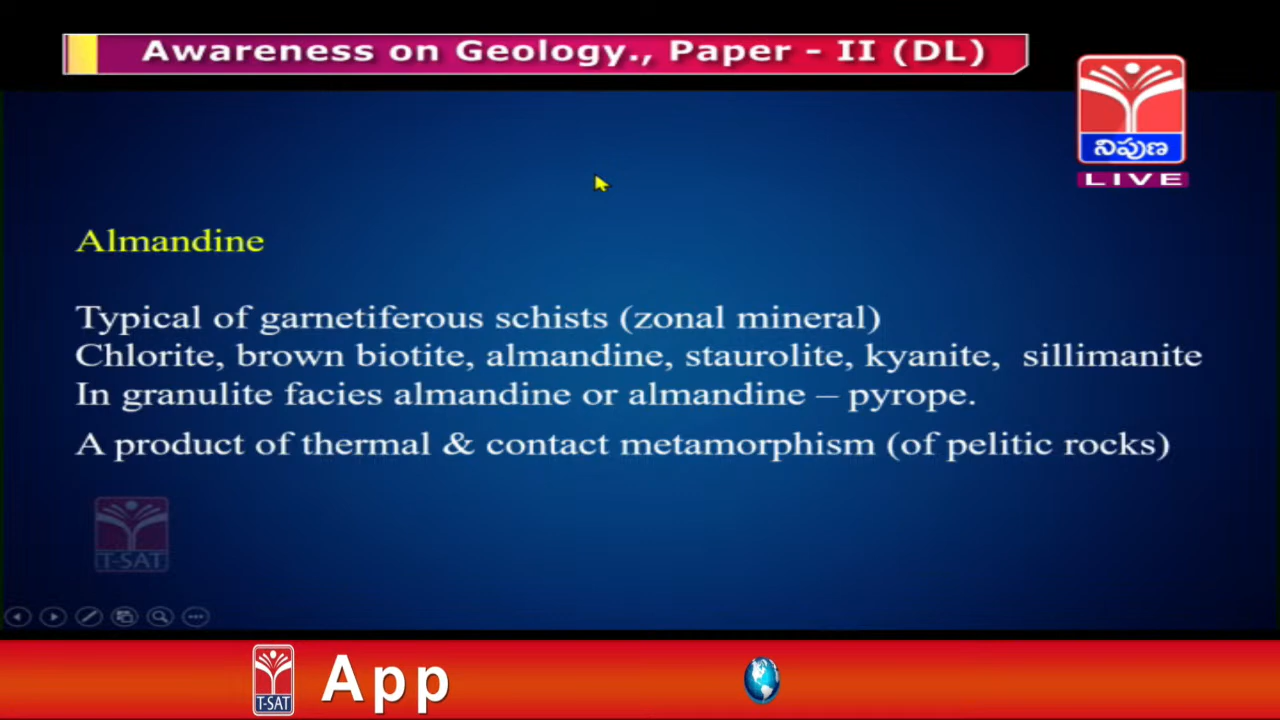 Awareness on Geology., Paper - II (DL)
నిపుణ
LIVE
Almandine
Typical of garnetiferous schists (zonal mineral)
Chlorite, brown biotite, almandine, staurolite, kyanite, sillimanite
In granulite facies almandine or almandine – pyrope.
A product of thermal & contact metamorphism (of pelitic rocks)
T-SAT
T-SAT
App